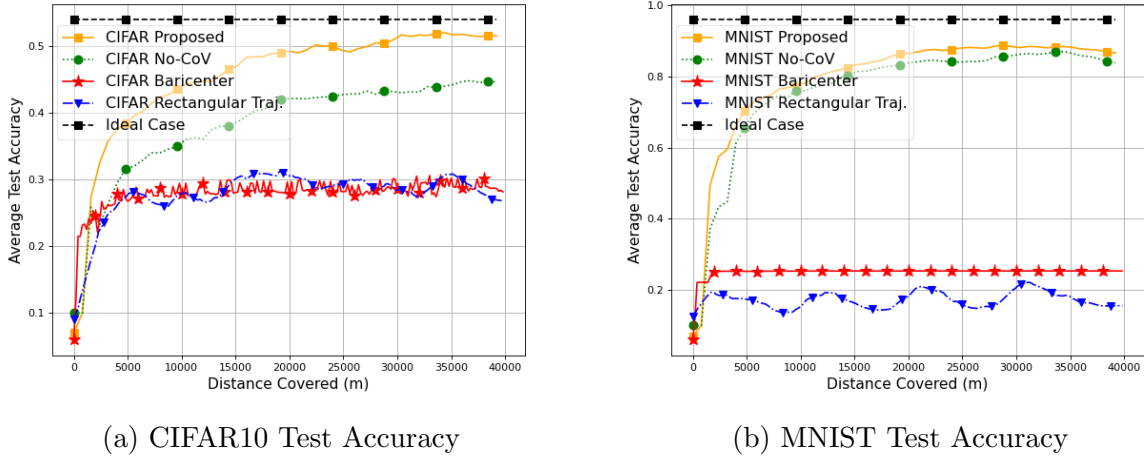 0.5
0.4
0.3
0.2
0.1
Average Test Accuracy
CIFAR Proposed
CIFAR No-CoV
CIFAR Baricenter
CIFAR Rectangular Traj.
Ideal Case
0 5000 10000 15000 20000 25000 30000 35000 40000
Distance Covered (m)
(a) CIFAR10 Test Accuracy
1.0
0.8
0.6
0.4
0.2
Average Test Accuracy
MNIST Proposed
MNIST No-CoV
MNIST Baricenter
MNIST Rectangular Traj.
Ideal Case
0 5000 10000 15000 20000 25000 30000 35000 40000
Distance Covered (m)
(b) MNIST Test Accuracy